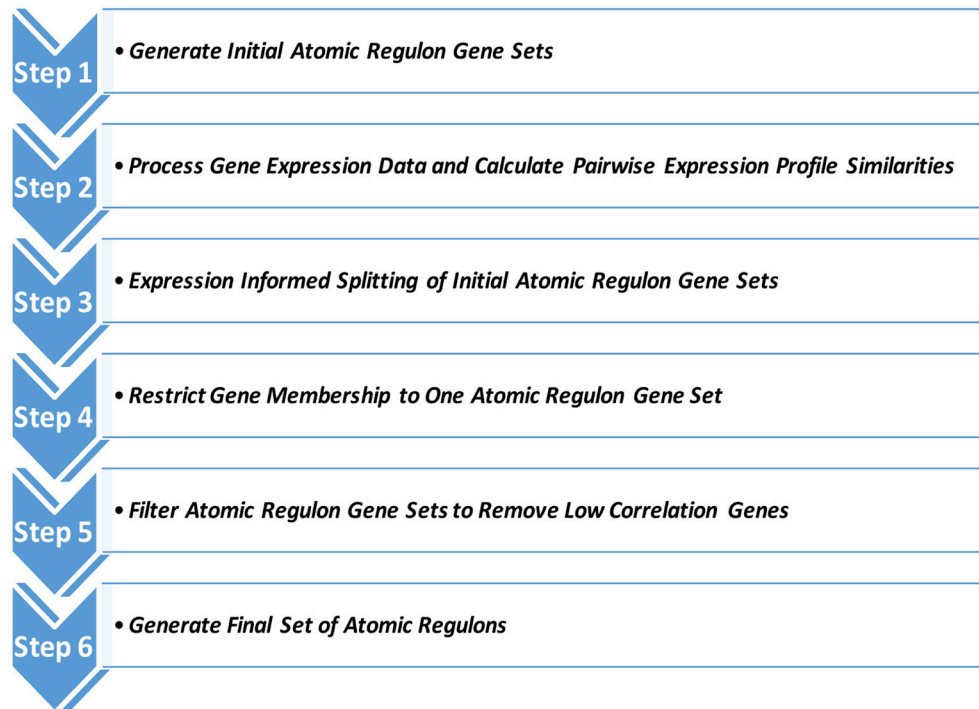 Step 1
• Generate Initial Atomic Regulon Gene Sets
Step 2
• Process Gene Expression Data and Calculate Pairwise Expression Profile Similarities
Step 3
• Expression Informed Splitting of Initial Atomic Regulon Gene Sets
Step 4
• Restrict Gene Membership to One Atomic Regulon Gene Set
Step 5
• Filter Atomic Regulon Gene Sets to Remove Low Correlation Genes
Step 6
• Generate Final Set of Atomic Regulons